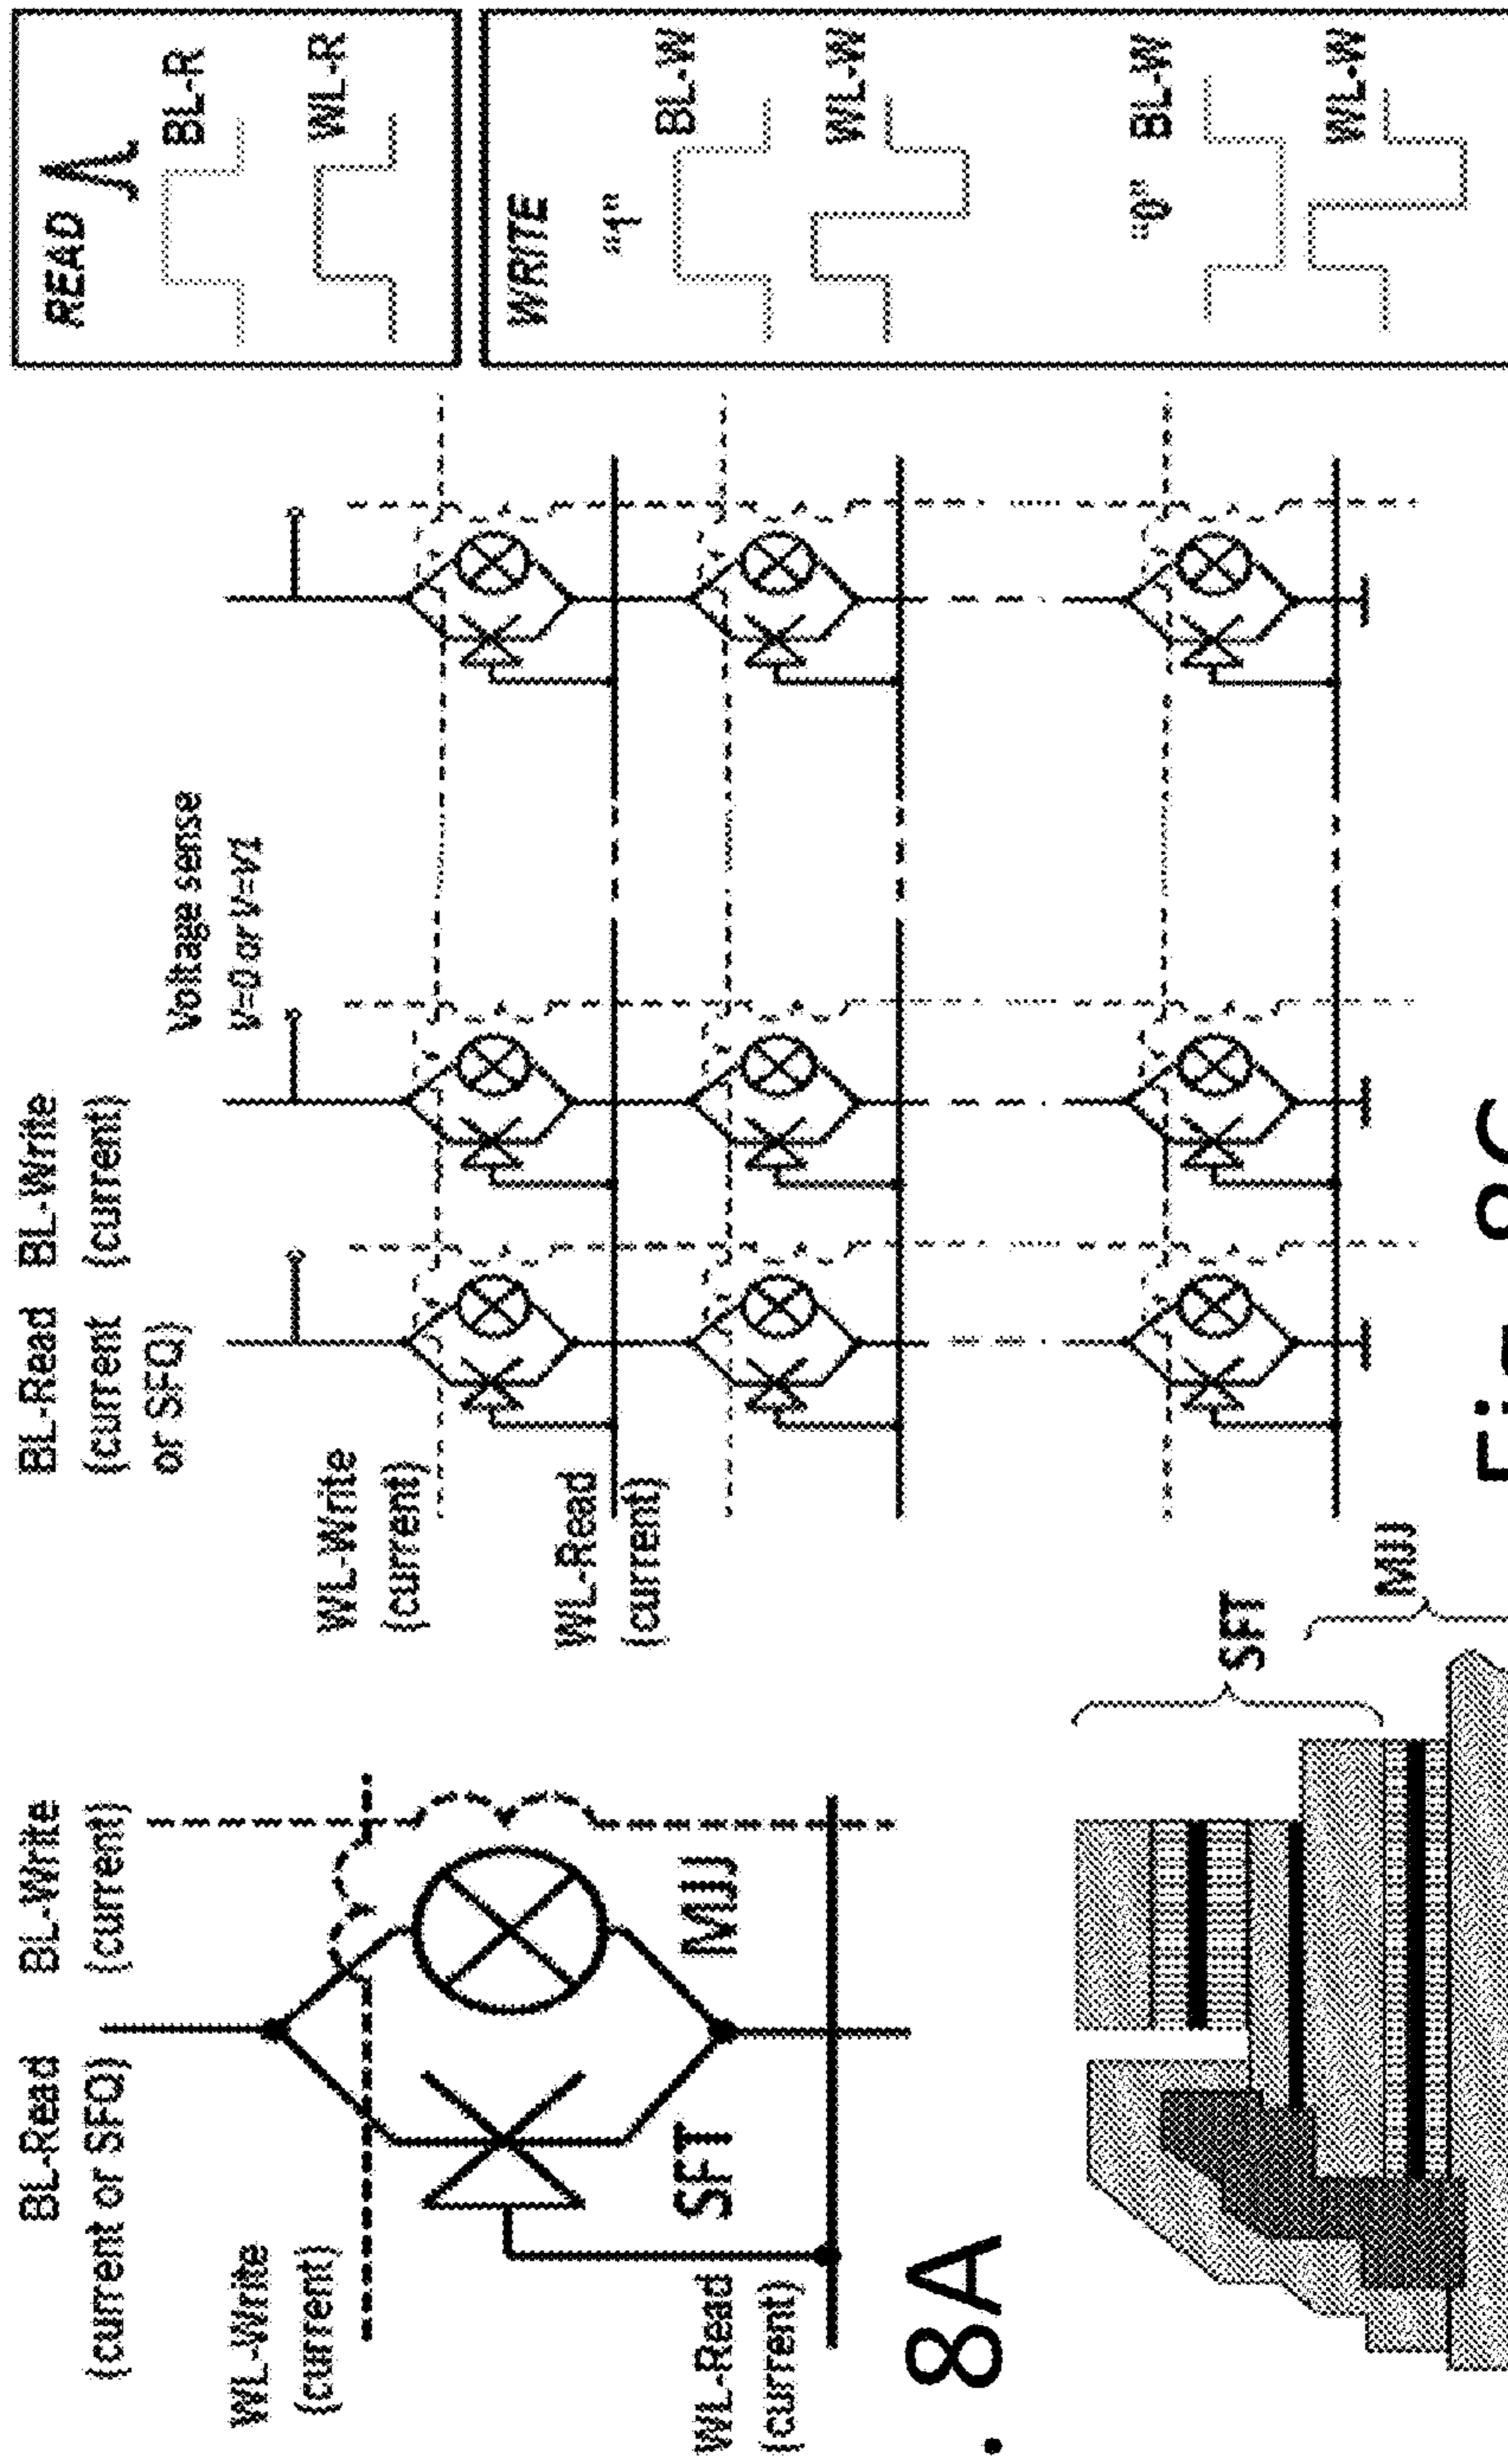 BL-Read
(current or SFQ)
BL-Write
(current)
WL-Write
(current)
SFT
MJJ
WL-Read
(current)
. 8A
BL-Read
(current
or SFQ)
BL-Write
(current)
Voltage sense
V=0 or V=V1
WL-Write
(current)
WL-Read
(current)
SFT
MJJ
READ
BL-R
WL-R
WRITE
"1"
BL-W
WL-W
"0"
BL-W
WL-W